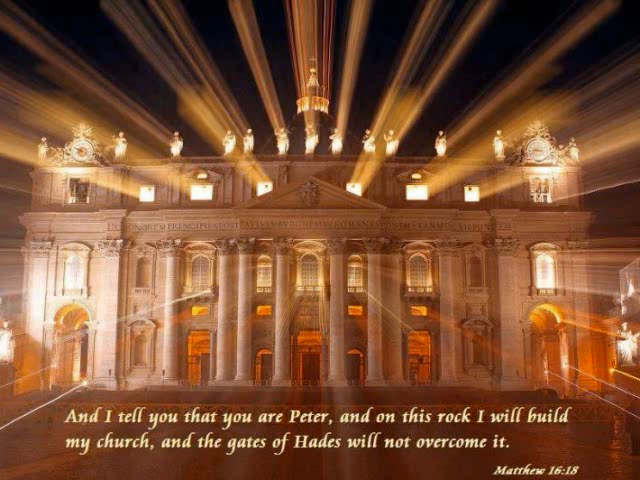 ROMANVS
And I tell you that you are Peter, and on this rock I will build
my church, and the gates of Hades will not overcome it.
Matthew 16:18